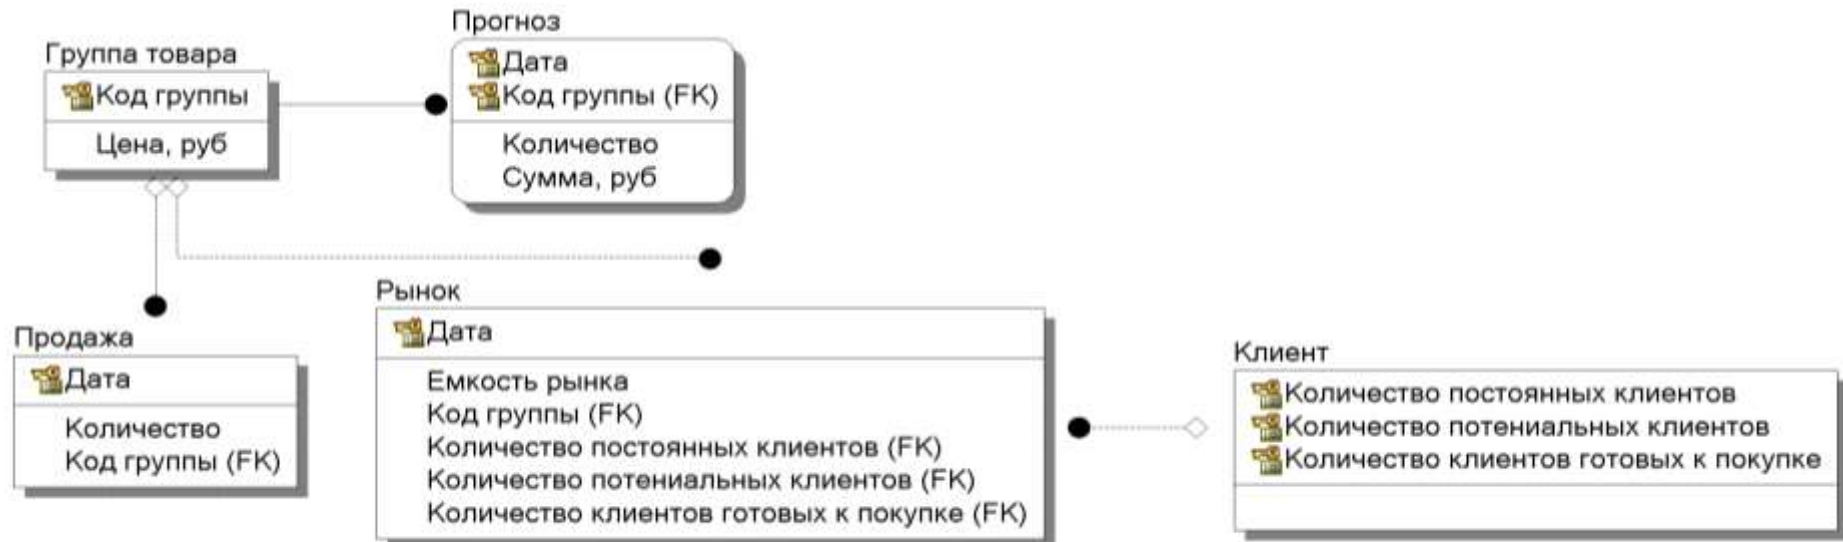 Группа товара
Код группы
Цена, руб
Прогноз
Дата
Код группы (FK)
Количество
Сумма, руб
Продажа
Дата
Количество
Код группы (FK)
Рынок
Дата
Емкость рынка
Код группы (FK)
Количество постоянных клиентов (FK)
Количество потениальных клиентов (FK)
Количество клиентов готовых к покупке (FK)
Клиент
Количество постоянных клиентов
Количество потениальных клиентов
Количество клиентов готовых к покупке